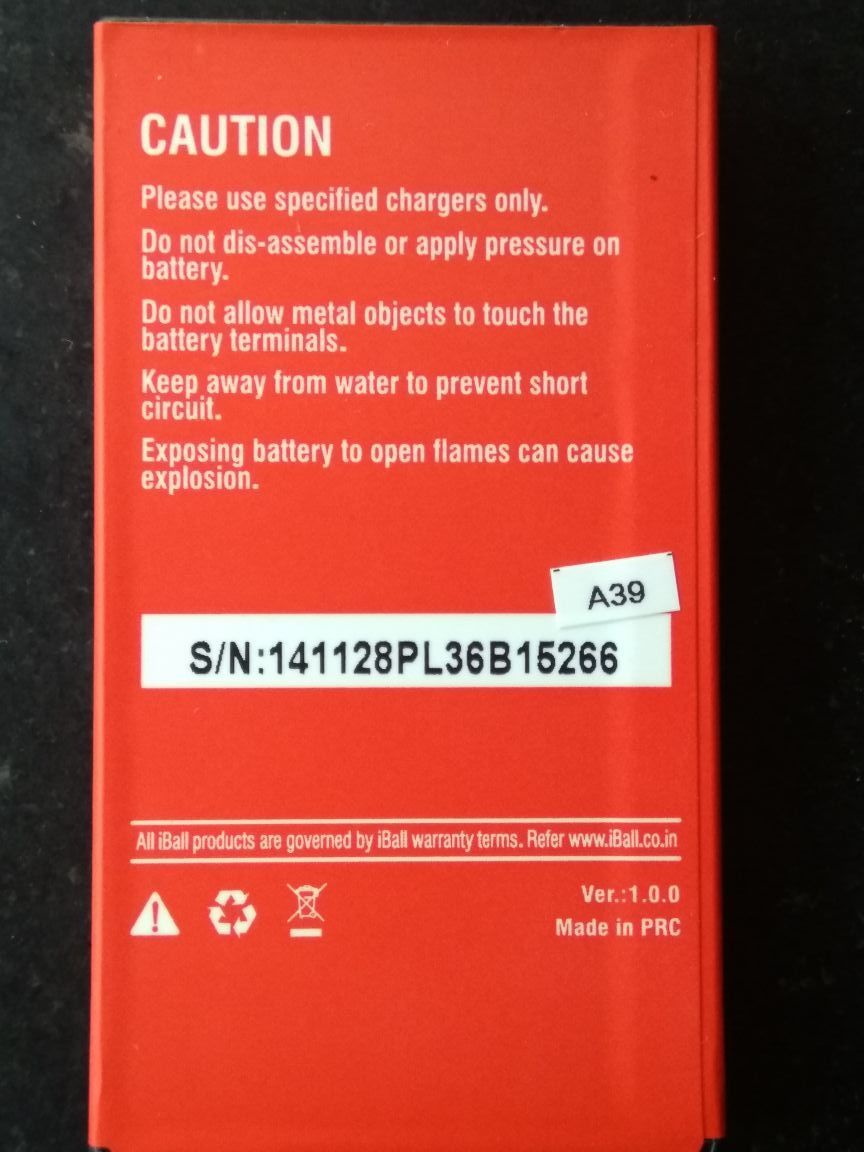 CAUTION
Please use specified chargers only.
Do not dis-assemble or apply pressure on
battery.
Do not allow metal objects to touch the
battery terminals.
Keep away from water to prevent short
circuit.
Exposing battery to open flames can cause
explosion.
A39
S/N:141128PL36B15266
All iBall products are governed by iBall warranty terms. Refer www.iBall.co.in
Ver.:1.0.0
Made in PRC